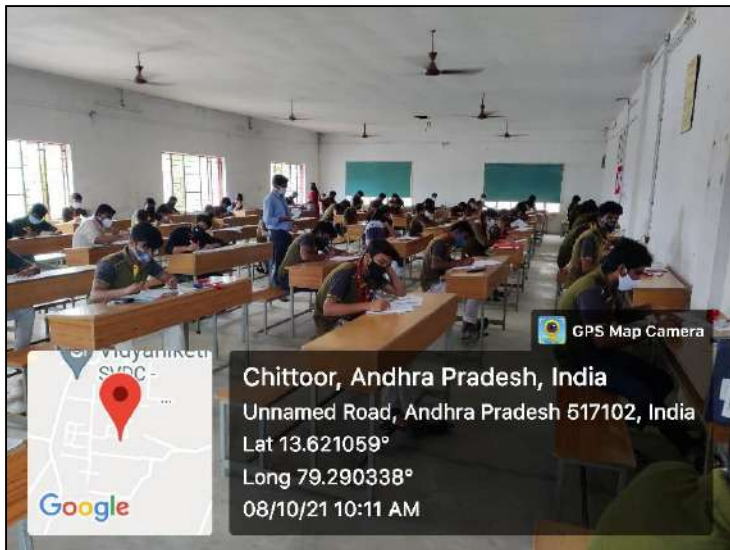 GPS Map Camera
SVDC -
...
Google
Chittoor, Andhra Pradesh, India
Unnamed Road, Andhra Pradesh 517102, India
Lat 13.621059°
Long 79.290338°
08/10/21 10:11 AM